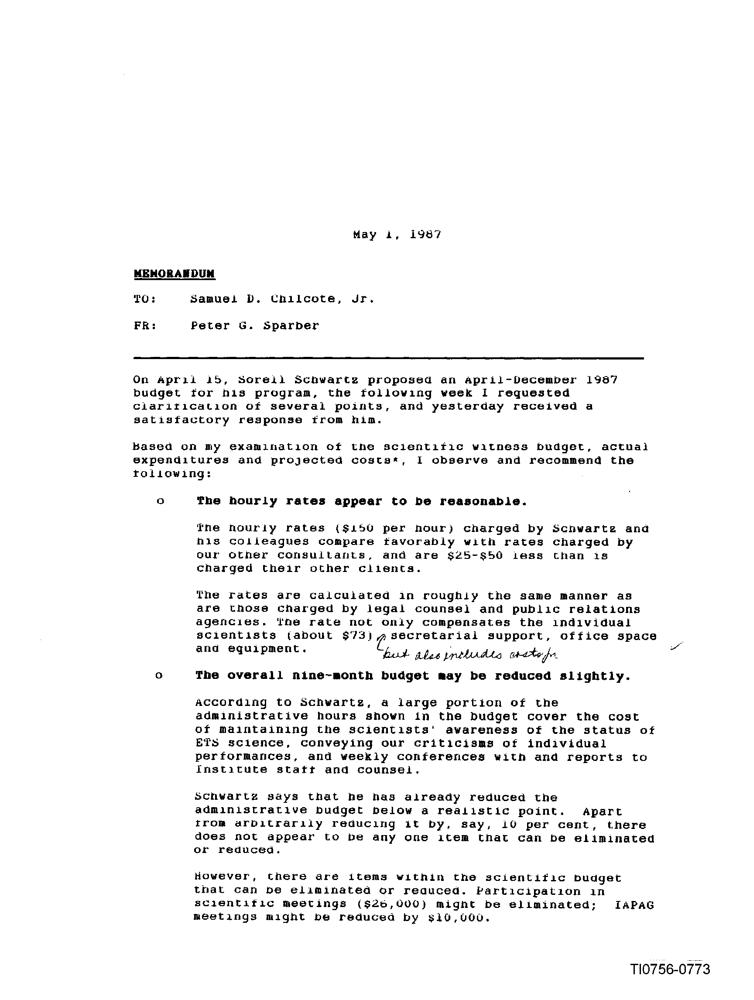 May 1, 1987
MEMORANDUM
TO: Samuel D. Chilcote, Jr.
FR: Peter G. Sparber
On April 15, Sorell Schwartz proposed an April-December 1987
budget for his program, the following week I requested
clarification of several points, and yesterday received a
satisfactory response from him.
Based on my examination of the scientific witness budget, actual
expenditures and projected costs*, I observe and recommend the
following:
o The hourly rates appear to be reasonable.
The hourly rates ($150 per hour) charged by Schwartz and
his colleagues compare favorably with rates charged by
our other consultants, and are $25-$50 less than is
charged their other clients.
The rates are calculated in roughly the same manner as
are those charged by legal counsel and public relations
agencies. The rate not only compensates the individual
scientists (about $73) secretarial support, office space
and equipment. but also includes costs for
o The overall nine-month budget may be reduced slightly.
According to Schwartz, a large portion of the
administrative hours shown in the budget cover the cost
of maintaining the scientists' awareness of the status of
ETS science, conveying our criticisms of individual
performances, and weekly conferences with and reports to
Institute staff and counsel.
Schwartz says that he has already reduced the
administrative budget below a realistic point. Apart
from arbitrarily reducing it by, say, 10 per cent, there
does not appear to be any one item that can be eliminated
or reduced.
However, there are items within the scientific budget
that can be eliminated or reduced. Participation in
scientific meetings ($26,000) might be eliminated; IAPAG
meetings might be reduced by $10,000.
TI0756-0773